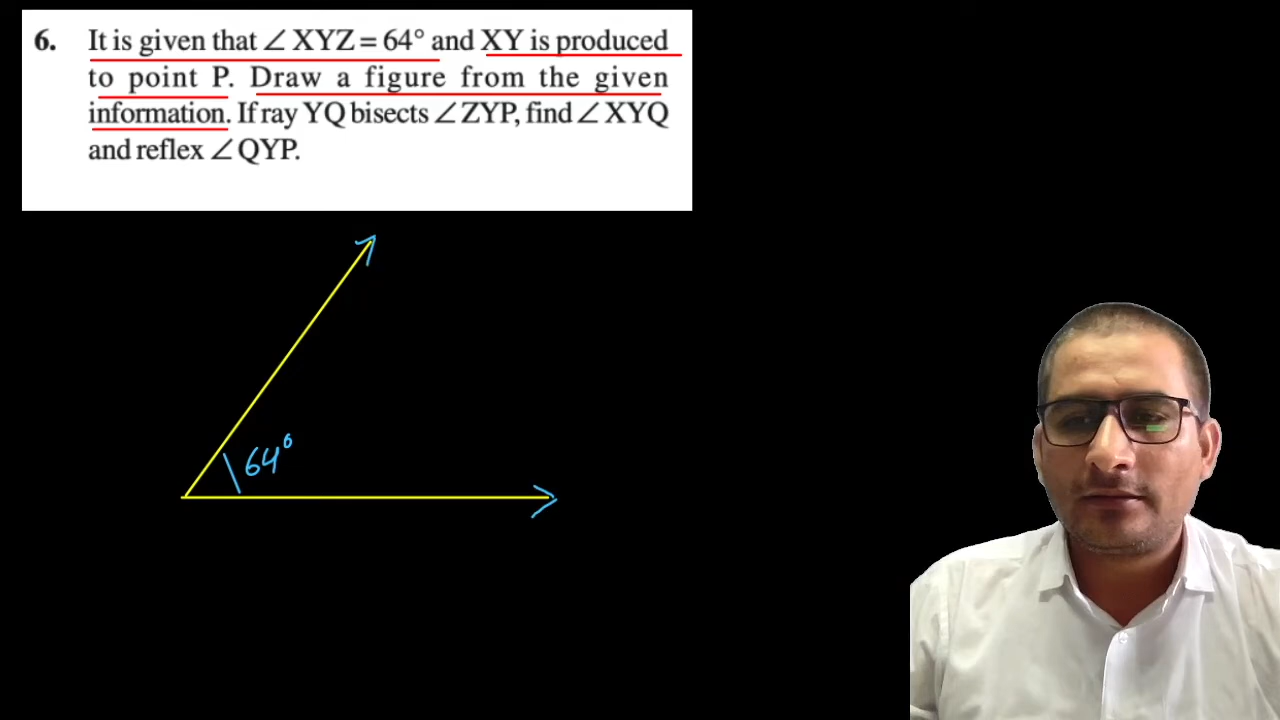 6. It is given that ∠ XYZ = 64° and XY is produced
to point P. Draw a figure from the given
information. If ray YQ bisects ∠ ZYP, find ∠ XYQ
and reflex ∠ QYP.
64°